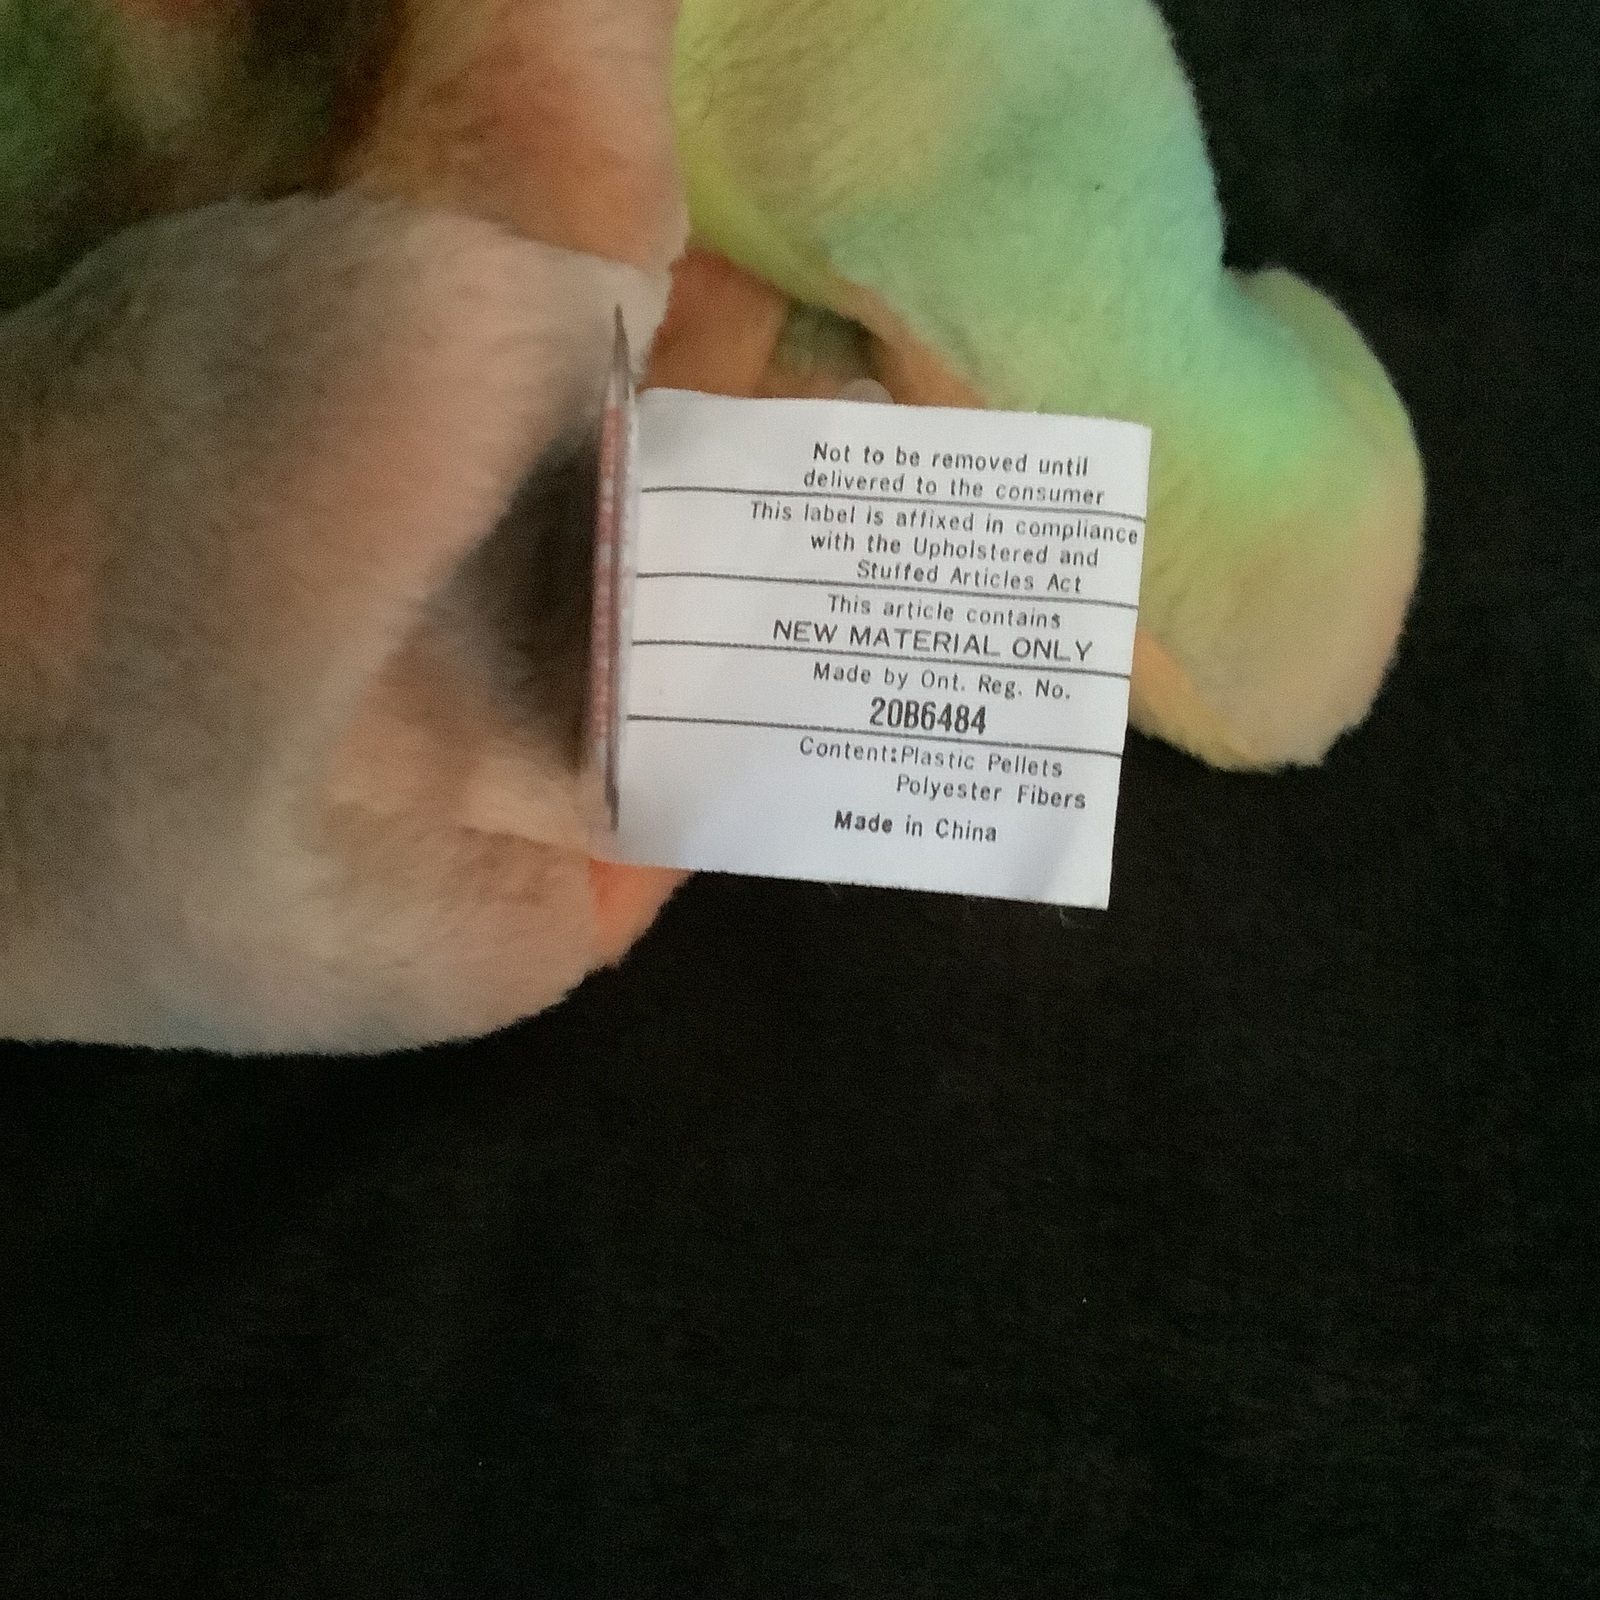 Not to be removed until
delivered to the consumer
This label is affixed in compliance
with the Upholstered and
Stuffed Articles Act
This article contains
NEW MATERIAL ONLY
Made by Ont. Reg. No.
20B6484
Content:Plastic Pellets
Polyester Fibers
Made in China